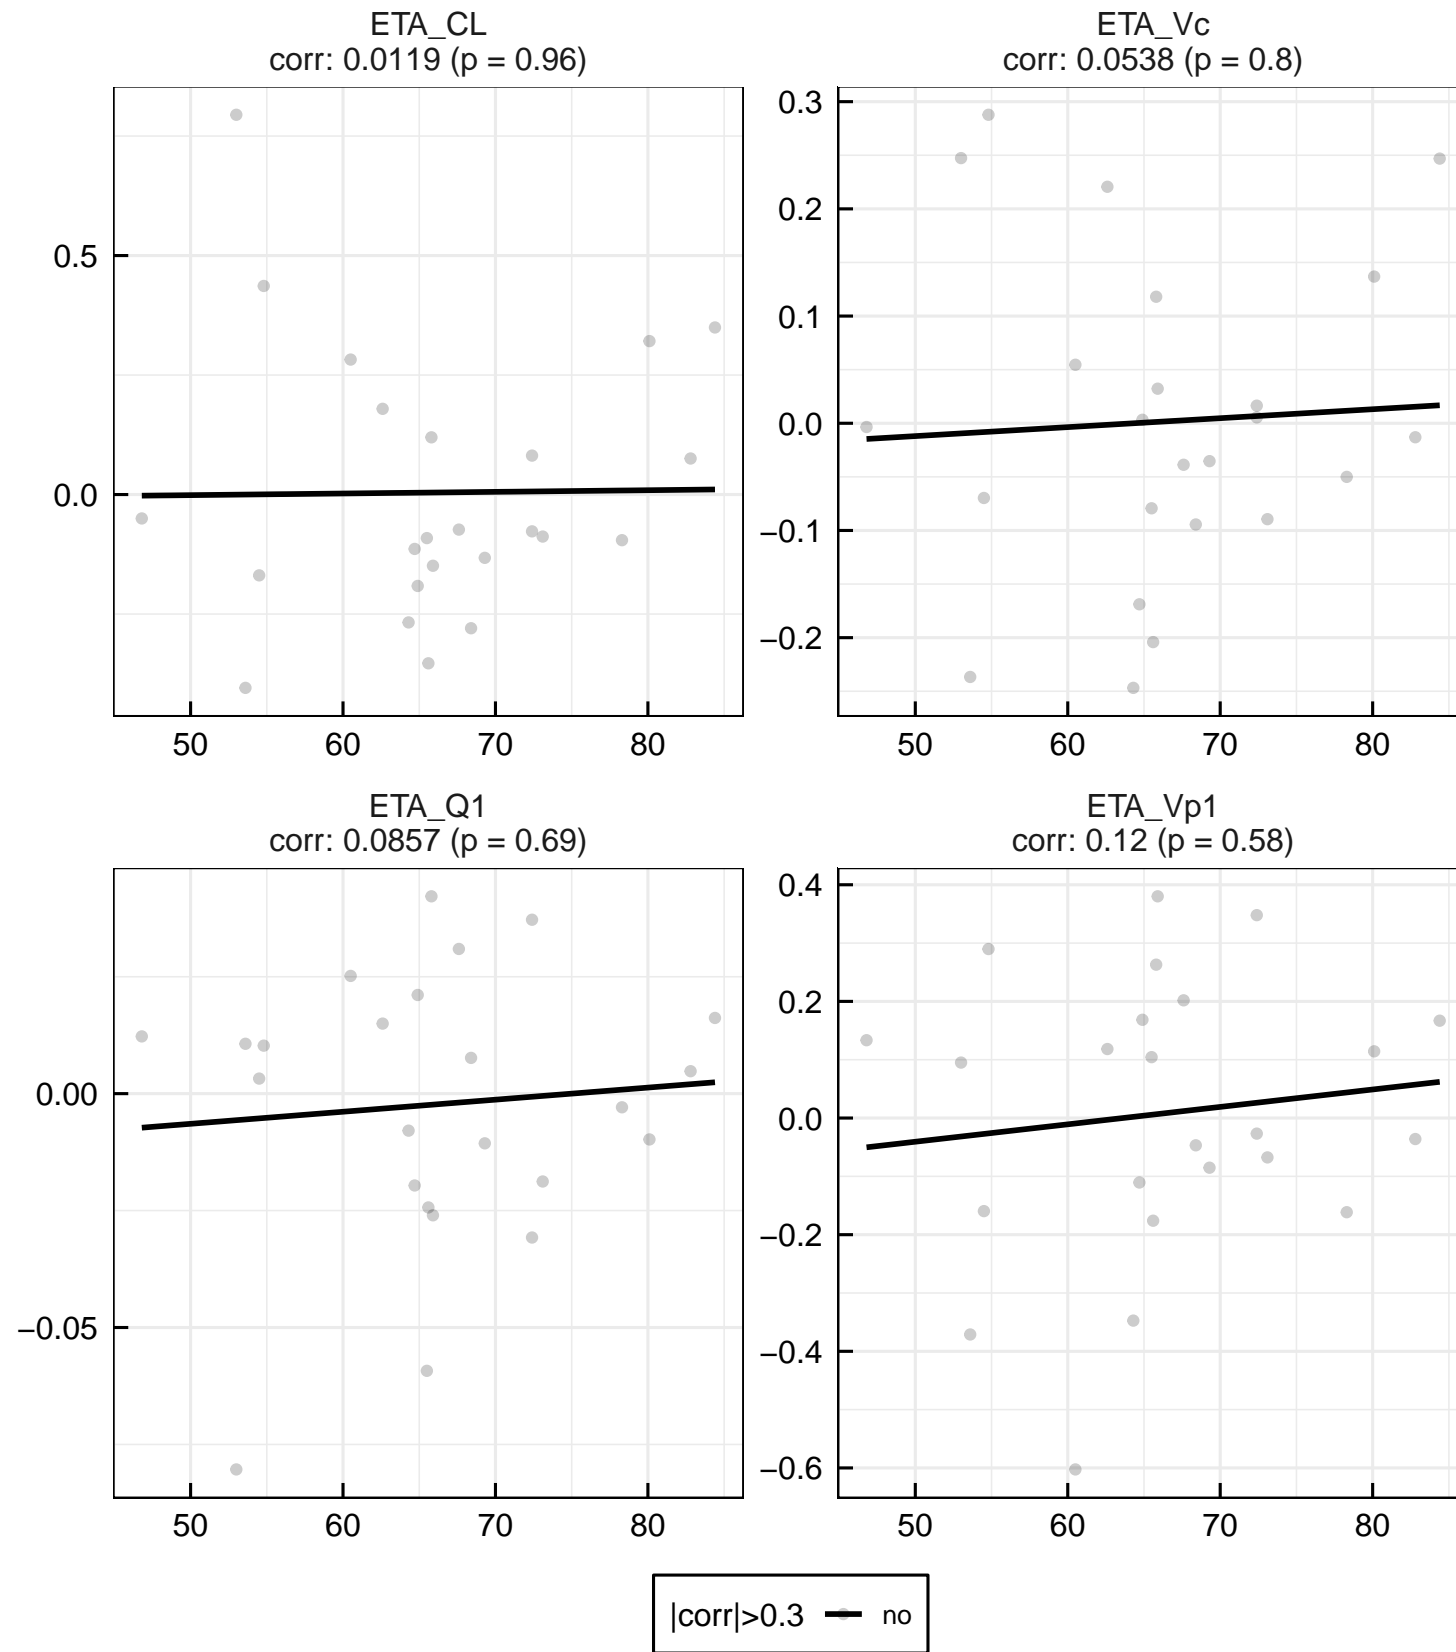 ETA_CL
corr: 0.0119 (p = 0.96)
ETA_Vc
corr: 0.0538 (p = 0.8)
0.5
0.0
50 60 70 80
0.3
0.2
0.1
0.0
−0.1
−0.2
50 60 70 80
ETA_Q1
corr: 0.0857 (p = 0.69)
ETA_Vp1
corr: 0.12 (p = 0.58)
0.00
−0.05
50 60 70 80
0.4
0.2
0.0
−0.2
−0.4
−0.6
50 60 70 80
|corr|>0.3 no